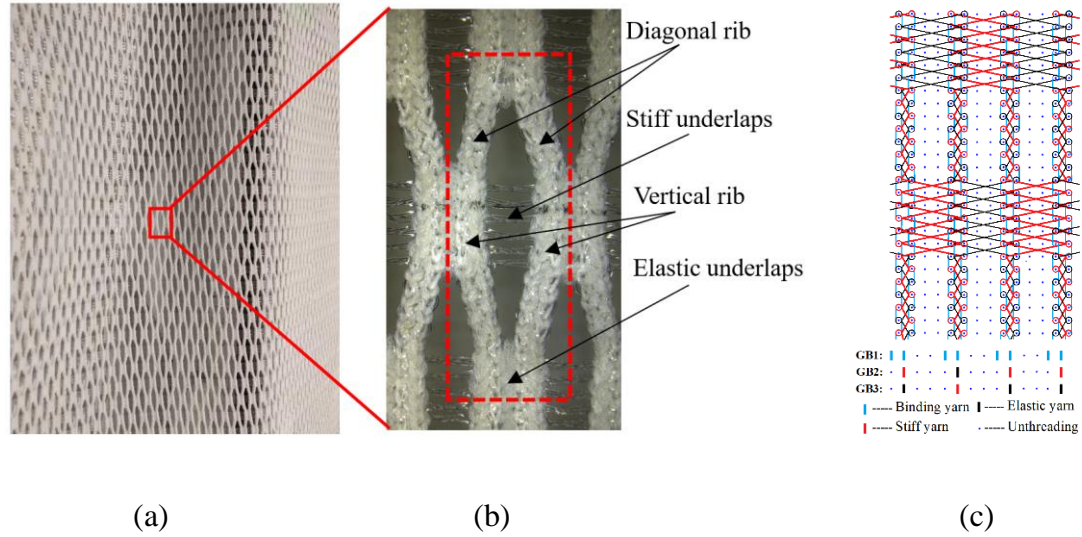 Diagonal rib
Stiff underlaps
Vertical rib
Elastic underlaps
GB1:
GB2:
GB3:
----- Binding yarn ----- Elastic yarn
----- Stiff yarn ----- Unthreading
(a) (b) (c)